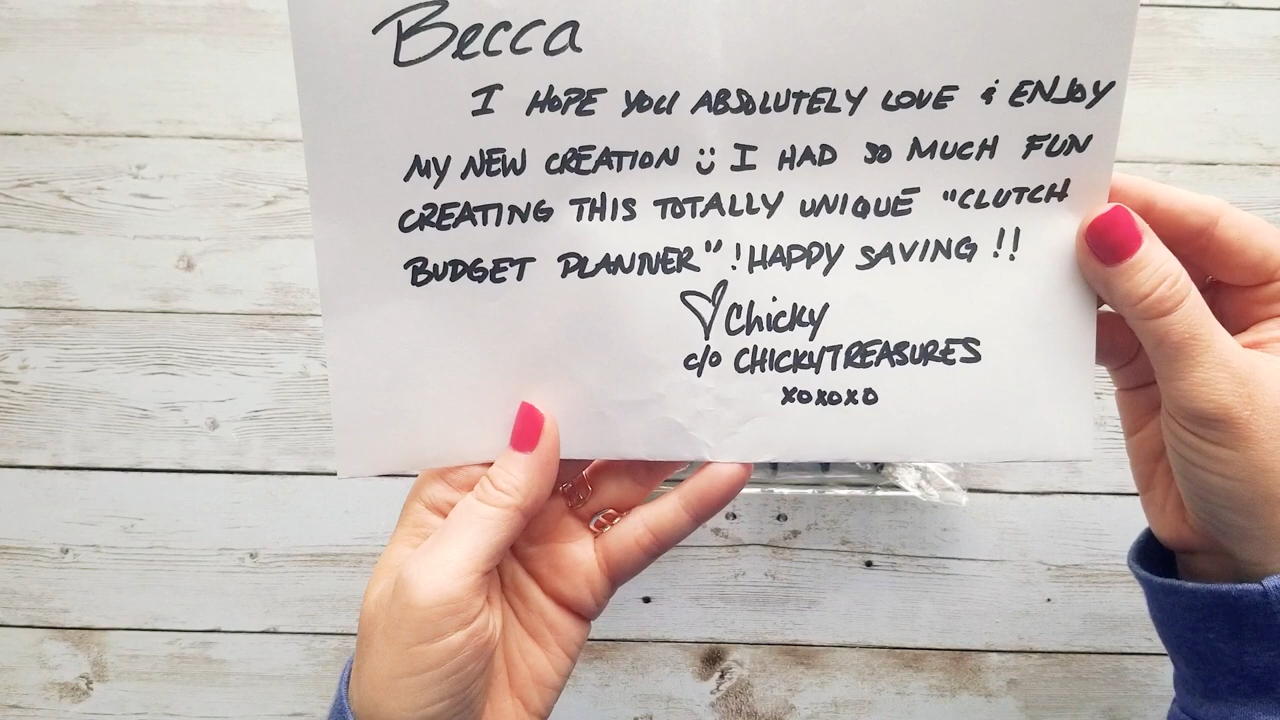 Becca
I HOPE YOU ABSOLUTELY LOVE & ENJOY
MY NEW CREATION ü I HAD SO MUCH FUN
CREATING THIS TOTALLY UNIQUE "CLUTCH
BUDGET PLANNER"! HAPPY SAVING !!
♡ Chicky
c/o CHICKYTREASURES
XOXOXO